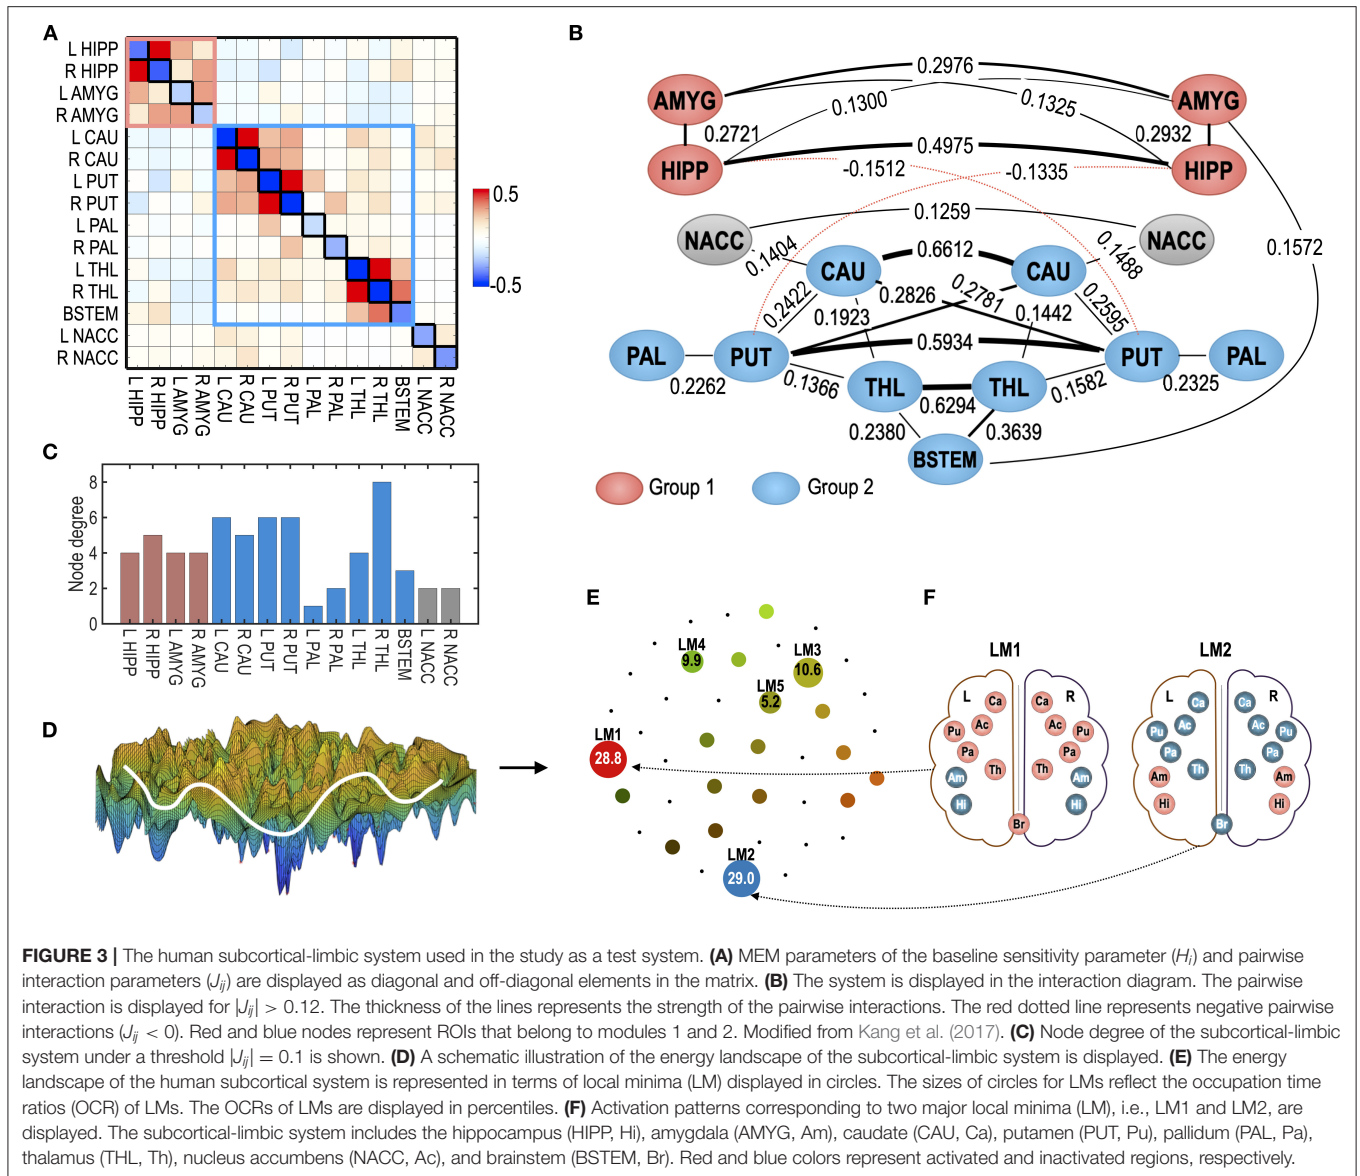 A
L HIPP
R HIPP
L AMYG
R AMYG
L CAU
R CAU
L PUT
R PUT
L PAL
R PAL
L THL
R THL
BSTEM
L NACC
R NACC
L HIPP
R HIPP
L AMYG
R AMYG
L CAU
R CAU
L PUT
R PUT
L PAL
R PAL
L THL
R THL
BSTEM
L NACC
R NACC
0.5
-0.5
B
0.2976
AMYG
AMYG
0.1300
0.1325
0.2721
0.2932
0.4975
HIPP
HIPP
-0.1512
-0.1335
0.1259
NACC
NACC
0.1404
0.1488
0.6612
CAU
CAU
0.1572
0.2422
0.2826
0.2781
0.2595
0.1923
0.1442
0.5934
PAL
PUT
PUT
PAL
0.2262
0.1366
THL
THL
0.1582
0.2325
0.6294
0.2380
0.3639
BSTEM
Group 1
Group 2
C
Node degree
8
6
4
2
0
L HIPP
R HIPP
L AMYG
R AMYG
L CAU
R CAU
L PUT
R PUT
L PAL
R PAL
L THL
R THL
BSTEM
L NACC
R NACC
D
E
LM4
9.9
LM3
10.6
LM5
5.2
LM1
28.8
LM2
29.0
F
LM1
L
R
Ca
Ca
Ac
Ac
Pu
Pu
Pa
Pa
Th
Th
Am
Am
Hi
Hi
Br
LM2
L
R
Ca
Ca
Ac
Ac
Pu
Pu
Pa
Pa
Th
Th
Am
Am
Hi
Hi
Br
FIGURE 3 | The human subcortical-limbic system used in the study as a test system. (A) MEM parameters of the baseline sensitivity parameter (Hi) and pairwise
interaction parameters (Jij) are displayed as diagonal and off-diagonal elements in the matrix. (B) The system is displayed in the interaction diagram. The pairwise
interaction is displayed for |Jij| > 0.12. The thickness of the lines represents the strength of the pairwise interactions. The red dotted line represents negative pairwise
interactions (Jij < 0). Red and blue nodes represent ROIs that belong to modules 1 and 2. Modified from Kang et al. (2017). (C) Node degree of the subcortical-limbic
system under a threshold |Jij| = 0.1 is shown. (D) A schematic illustration of the energy landscape of the subcortical-limbic system is displayed. (E) The energy
landscape of the human subcortical system is represented in terms of local minima (LM) displayed in circles. The sizes of circles for LMs reflect the occupation time
ratios (OCR) of LMs. The OCRs of LMs are displayed in percentiles. (F) Activation patterns corresponding to two major local minima (LM), i.e., LM1 and LM2, are
displayed. The subcortical-limbic system includes the hippocampus (HIPP, Hi), amygdala (AMYG, Am), caudate (CAU, Ca), putamen (PUT, Pu), pallidum (PAL, Pa),
thalamus (THL, Th), nucleus accumbens (NACC, Ac), and brainstem (BSTEM, Br). Red and blue colors represent activated and inactivated regions, respectively.